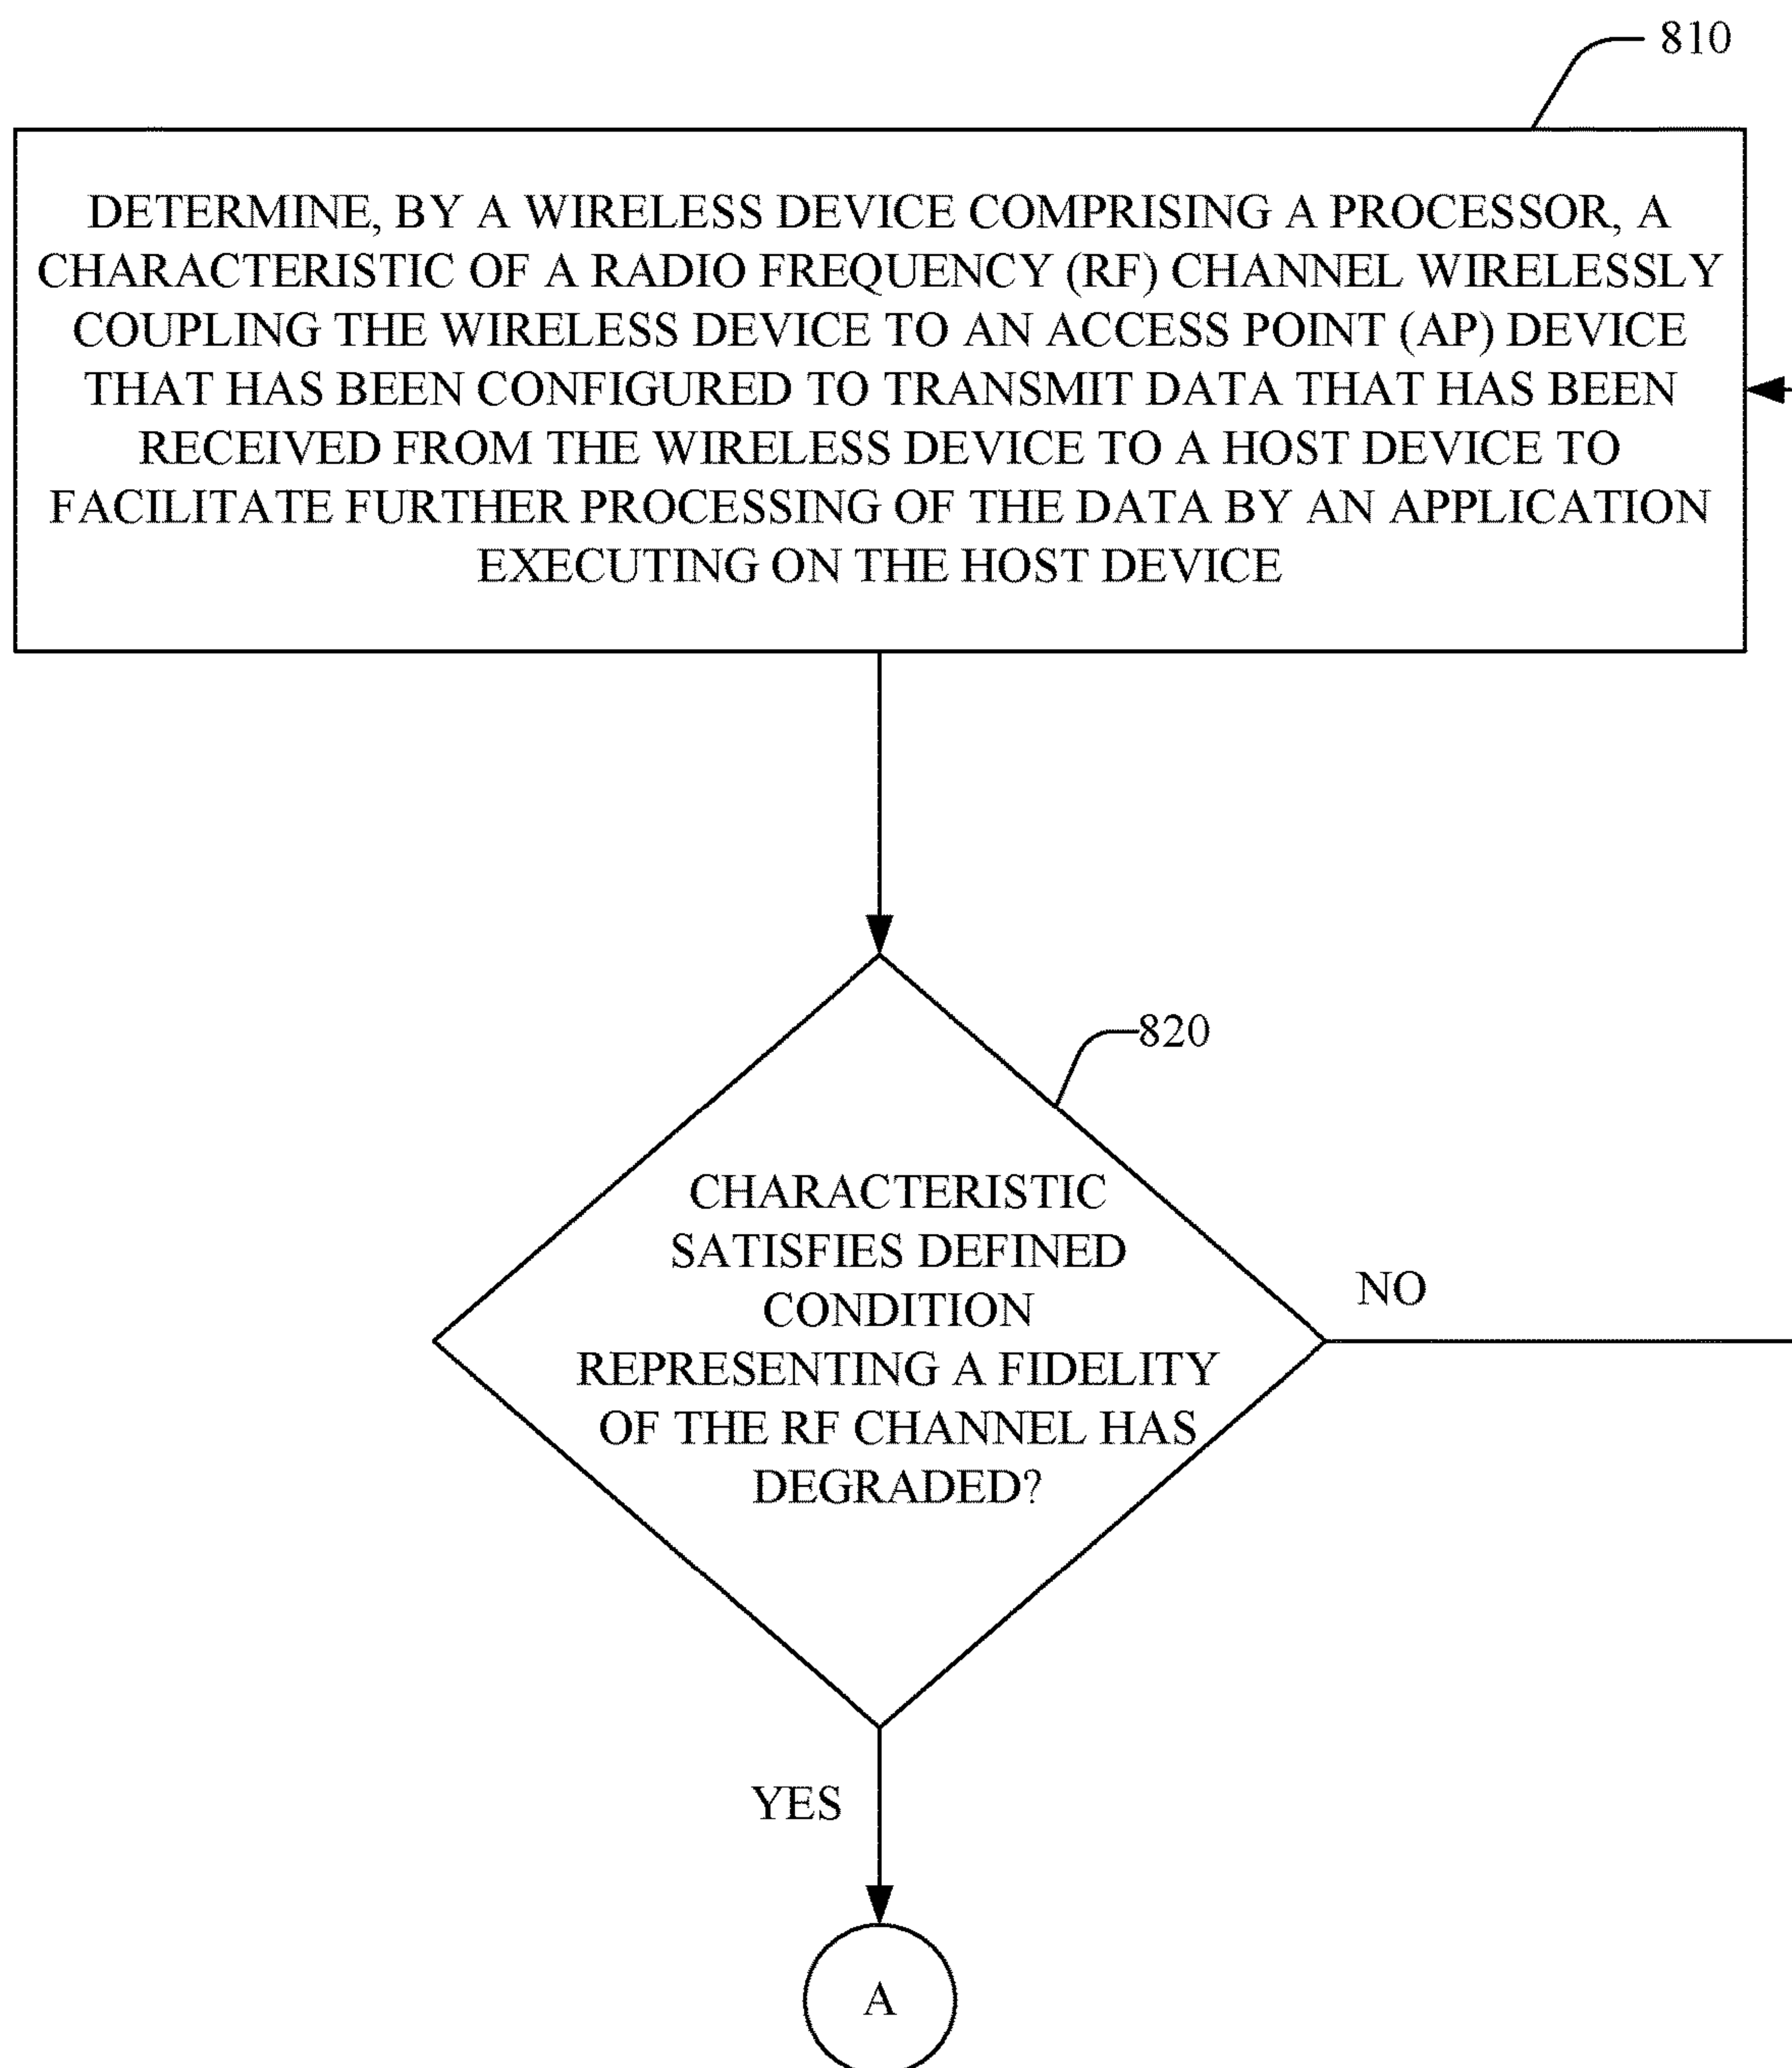 810
DETERMINE, BY A WIRELESS DEVICE COMPRISING A PROCESSOR, A
CHARACTERISTIC OF A RADIO FREQUENCY (RF) CHANNEL WIRELESSLY
COUPLING THE WIRELESS DEVICE TO AN ACCESS POINT (AP) DEVICE
THAT HAS BEEN CONFIGURED TO TRANSMIT DATA THAT HAS BEEN
RECEIVED FROM THE WIRELESS DEVICE TO A HOST DEVICE TO
FACILITATE FURTHER PROCESSING OF THE DATA BY AN APPLICATION
EXECUTING ON THE HOST DEVICE
820
CHARACTERISTIC
SATISFIES DEFINED
CONDITION
REPRESENTING A FIDELITY
OF THE RF CHANNEL HAS
DEGRADED?
NO
YES
A